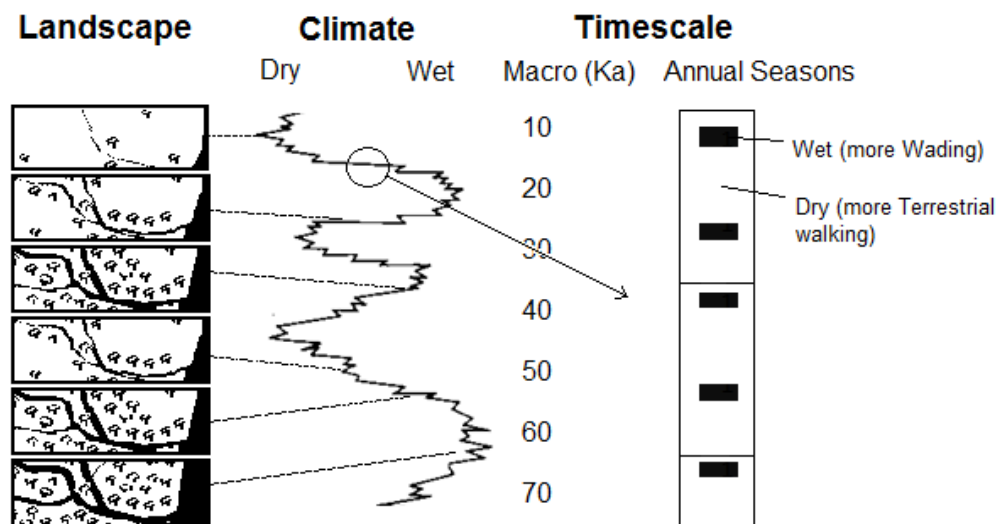 Landscape Climate Timescale
Dry Wet Macro (Ka) Annual Seasons
10
Wet (more Wading)
20
Dry (more Terrestrial
walking)
30
40
50
60
70